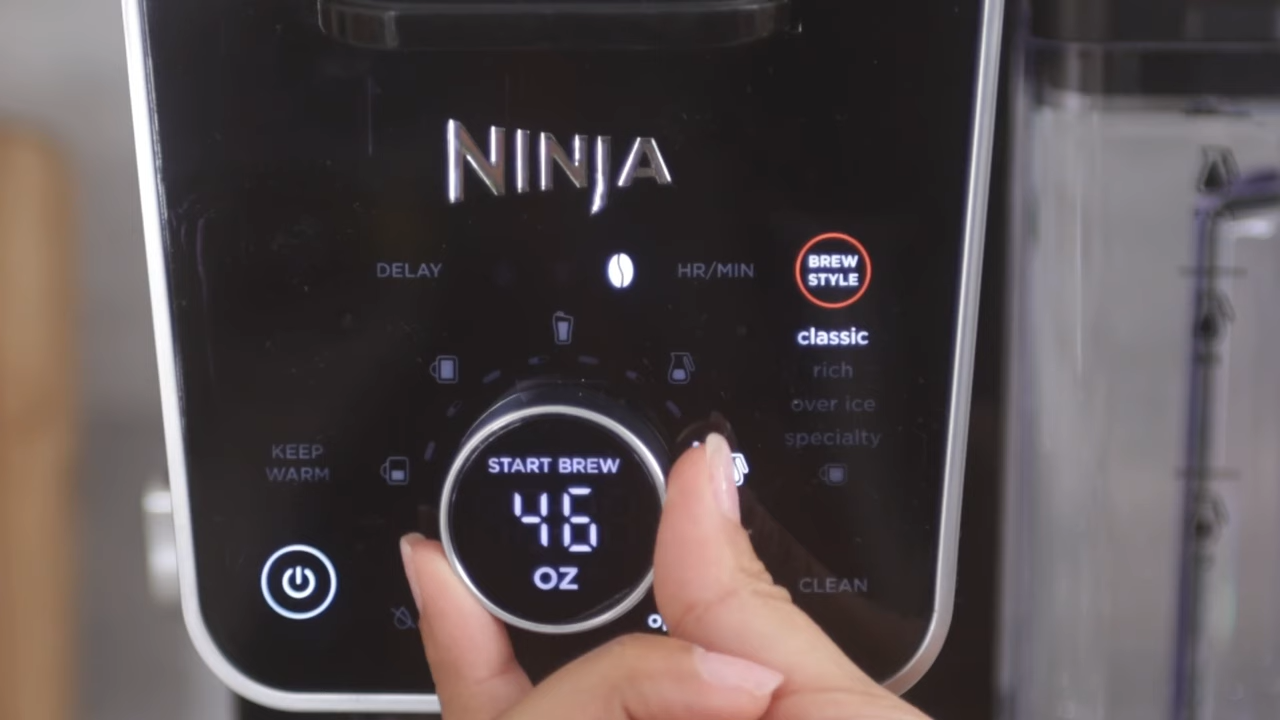 NINJA
DELAY
HR/MIN
BREW
STYLE
classic
rich
over ice
specialty
KEEP
WARM
START BREW
46
OZ
CLEAN